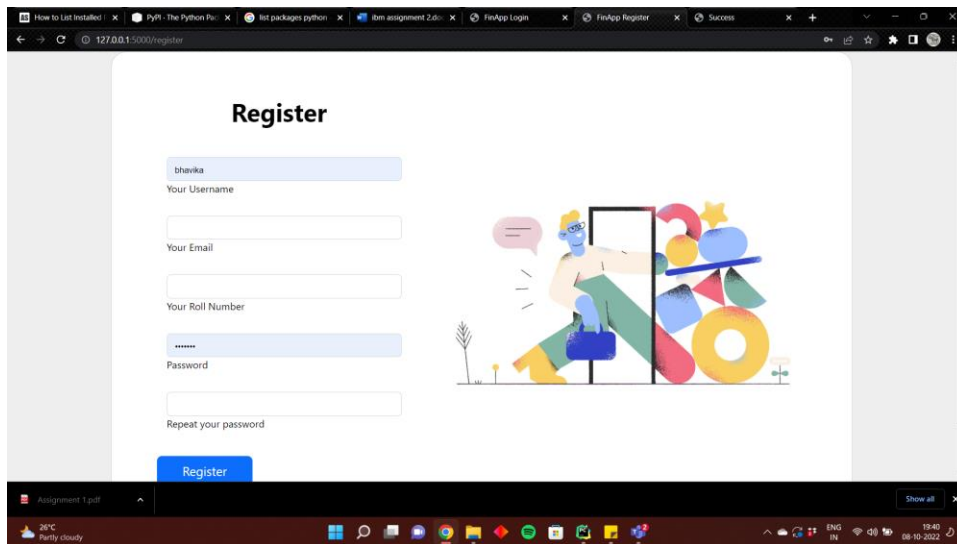 How to List Installed
PyPI - The Python Pac
list packages python
ibm assignment 2.doc
FinApp Login
FinApp Register
Success
127.0.0.1:5000/register
Register
bhavika
Your Username
Your Email
Your Roll Number
•••••••
Password
Repeat your password
Register
Assignment 1.pdf
Show all
26°C
Partly cloudy
2
ENG
IN
19:40
08-10-2022